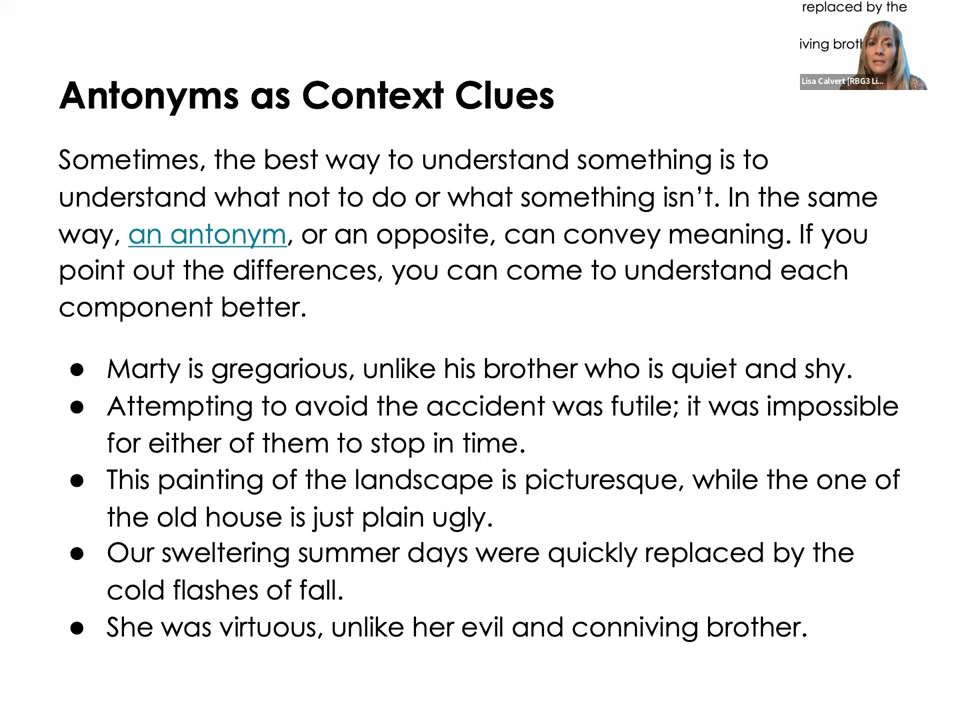 replaced by the
iving brot
Lisa Calvert [RBG3 Li...
Antonyms as Context Clues
Sometimes, the best way to understand something is to
understand what not to do or what something isn't. In the same
way, an antonym, or an opposite, can convey meaning. If you
point out the differences, you can come to understand each
component better.
● Marty is gregarious, unlike his brother who is quiet and shy.
● Attempting to avoid the accident was futile; it was impossible
for either of them to stop in time.
● This painting of the landscape is picturesque, while the one of
the old house is just plain ugly.
● Our sweltering summer days were quickly replaced by the
cold flashes of fall.
● She was virtuous, unlike her evil and conniving brother.